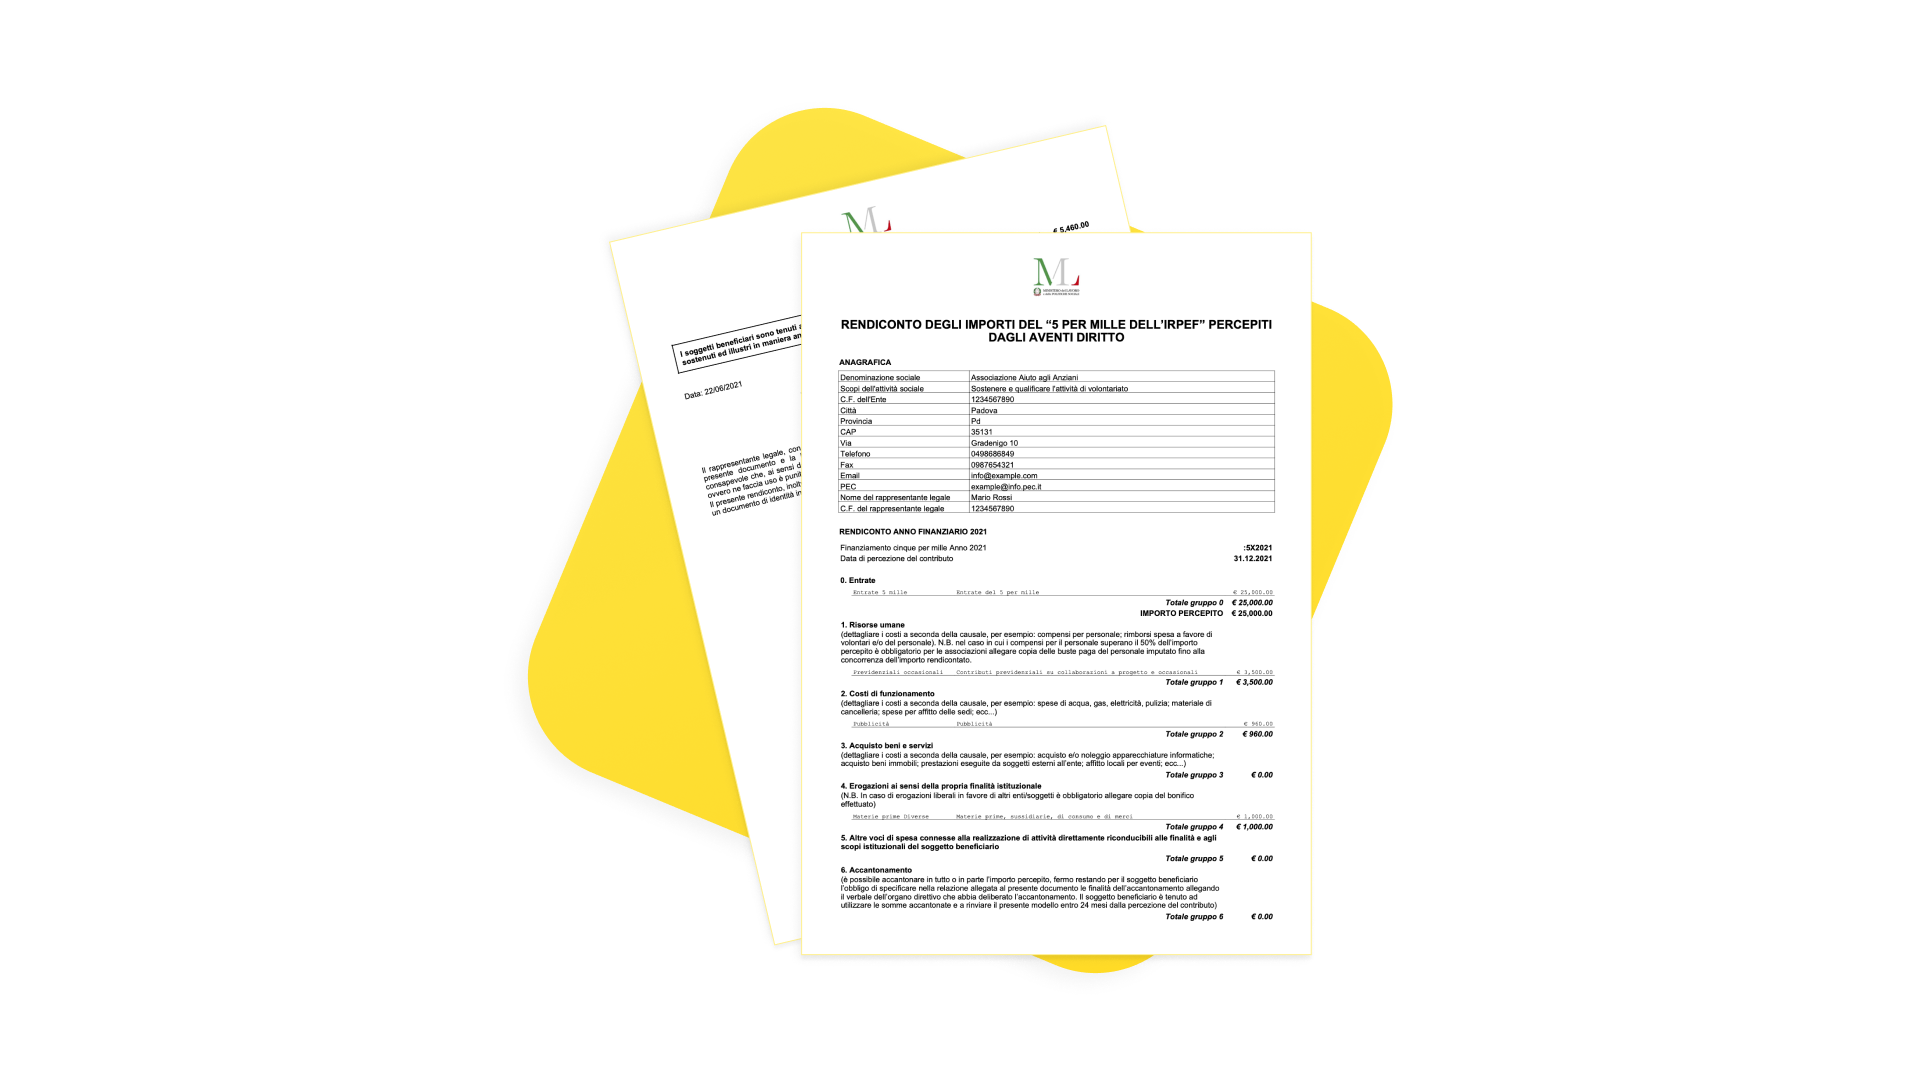 € 5,460.00
I soggetti beneficiari sono tenuti
sostenuti ed illustri in maniera
Data: 22/06/2021
Il rappresentante legale, con
presente documento e la
consapevole che, ai sensi
ovvero ne faccia uso è
Il presente rendiconto,
un documento di identità
ML
MINISTERO del LAVORO
e delle POLITICHE SOCIALI
RENDICONTO DEGLI IMPORTI DEL “5 PER MILLE DELL'IRPEF” PERCEPITI
DAGLI AVENTI DIRITTO
ANAGRAFICA
Denominazione sociale Associazione Aiuto agli Anziani
Scopi dell'attività sociale Sostenere e qualificare l'attività di volontariato
C.F. dell'Ente 1234567890
Città Padova
Provincia Pd
CAP 35131
Via Gradenigo 10
Telefono 0498686849
Fax 0987654321
Email info@example.com
PEC example@info.pec.it
Nome del rappresentante legale Mario Rossi
C.F. del rappresentante legale 1234567890
RENDICONTO ANNO FINANZIARIO 2021
Finanziamento cinque per mille Anno 2021 :5X2021
Data di percezione del contributo 31.12.2021
0. Entrate
Entrate 5 mille Entrate del 5 per mille € 25,000.00
Totale gruppo 0 € 25,000.00
IMPORTO PERCEPITO € 25,000.00
1. Risorse umane
(dettagliare i costi a seconda della causale, per esempio: compensi per personale; rimborsi spesa a favore di
volontari e/o del personale). N.B. nel caso in cui i compensi per il personale superano il 50% dell'importo
percepito è obbligatorio per le associazioni allegare copia delle buste paga del personale imputato fino alla
concorrenza dell'importo rendicontato.
Previdenziali occasionali Contributi previdenziali su collaborazioni a progetto e occasionali € 3,500.00
Totale gruppo 1 € 3,500.00
2. Costi di funzionamento
(dettagliare i costi a seconda della causale, per esempio: spese di acqua, gas, elettricità, pulizia; materiale di
cancelleria; spese per affitto delle sedi; ecc...)
Pubblicità Pubblicità € 960.00
Totale gruppo 2 € 960.00
3. Acquisto beni e servizi
(dettagliare i costi a seconda della causale, per esempio: acquisto e/o noleggio apparecchiature informatiche;
acquisto beni immobili; prestazioni eseguite da soggetti esterni all'ente; affitto locali per eventi; ecc...)
Totale gruppo 3 € 0.00
4. Erogazioni ai sensi della propria finalità istituzionale
(N.B. In caso di erogazioni liberali in favore di altri enti/soggetti è obbligatorio allegare copia del bonifico
effettuato)
Materie prime Diverse Materie prime, sussidiarie, di consumo e di merci € 1,000.00
Totale gruppo 4 € 1,000.00
5. Altre voci di spesa connesse alla realizzazione di attività direttamente riconducibili alle finalità e agli
scopi istituzionali del soggetto beneficiario
Totale gruppo 5 € 0.00
6. Accantonamento
(è possibile accantonare in tutto o in parte l'importo percepito, fermo restando per il soggetto beneficiario
l'obbligo di specificare nella relazione allegata al presente documento le finalità dell'accantonamento allegando
il verbale dell'organo direttivo che abbia deliberato l'accantonamento. Il soggetto beneficiario è tenuto ad
utilizzare le somme accantonate e a rinviare il presente modello entro 24 mesi dalla percezione del contributo)
Totale gruppo 6 € 0.00